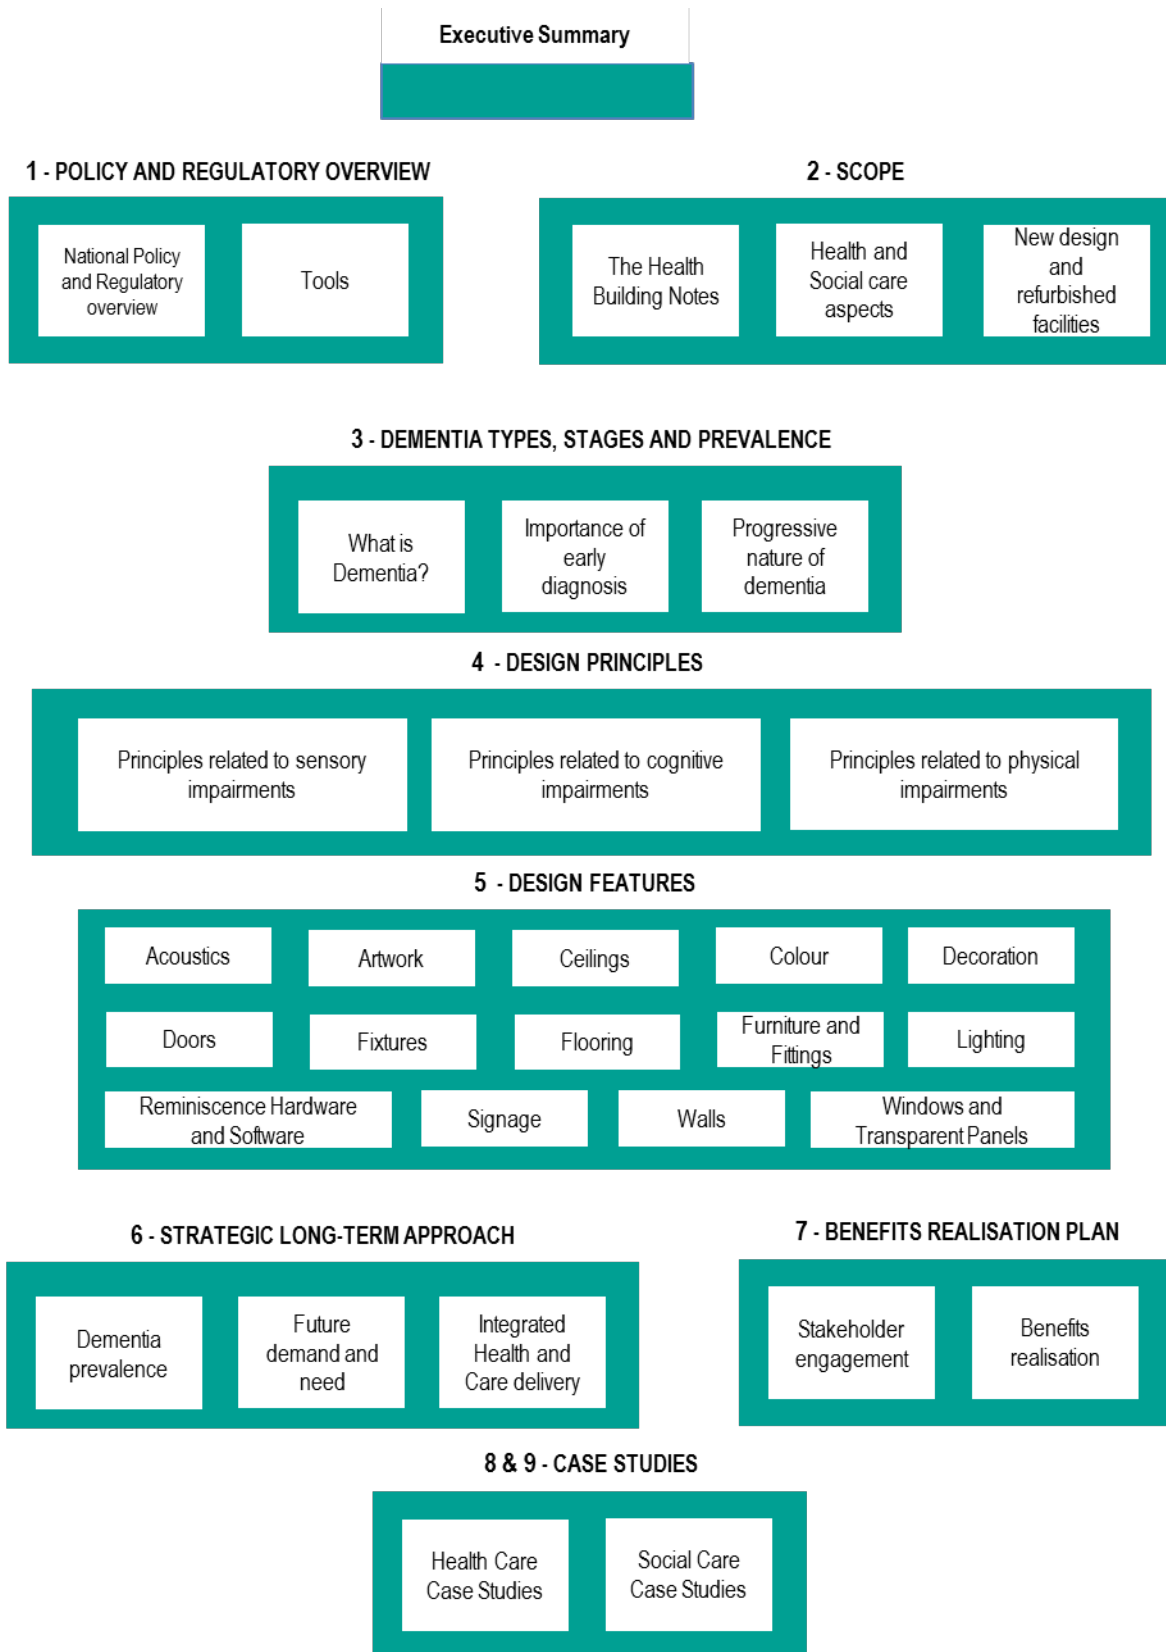 Executive Summary
1 - POLICY AND REGULATORY OVERVIEW
National Policy
and Regulatory
overview
Tools
2 - SCOPE
The Health
Building Notes
Health and
Social care
aspects
New design
and
refurbished
facilities
3 - DEMENTIA TYPES, STAGES AND PREVALENCE
What is
Dementia?
Importance of
early
diagnosis
Progressive
nature of
dementia
4 - DESIGN PRINCIPLES
Principles related to sensory
impairments
Principles related to cognitive
impairments
Principles related to physical
impairments
5 - DESIGN FEATURES
Acoustics
Artwork
Ceilings
Colour
Decoration
Doors
Fixtures
Flooring
Furniture and
Fittings
Lighting
Reminiscence Hardware
and Software
Signage
Walls
Windows and
Transparent Panels
6 - STRATEGIC LONG-TERM APPROACH
Dementia
prevalence
Future
demand and
need
Integrated
Health and
Care delivery
7 - BENEFITS REALISATION PLAN
Stakeholder
engagement
Benefits
realisation
8 & 9 - CASE STUDIES
Health Care
Case Studies
Social Care
Case Studies